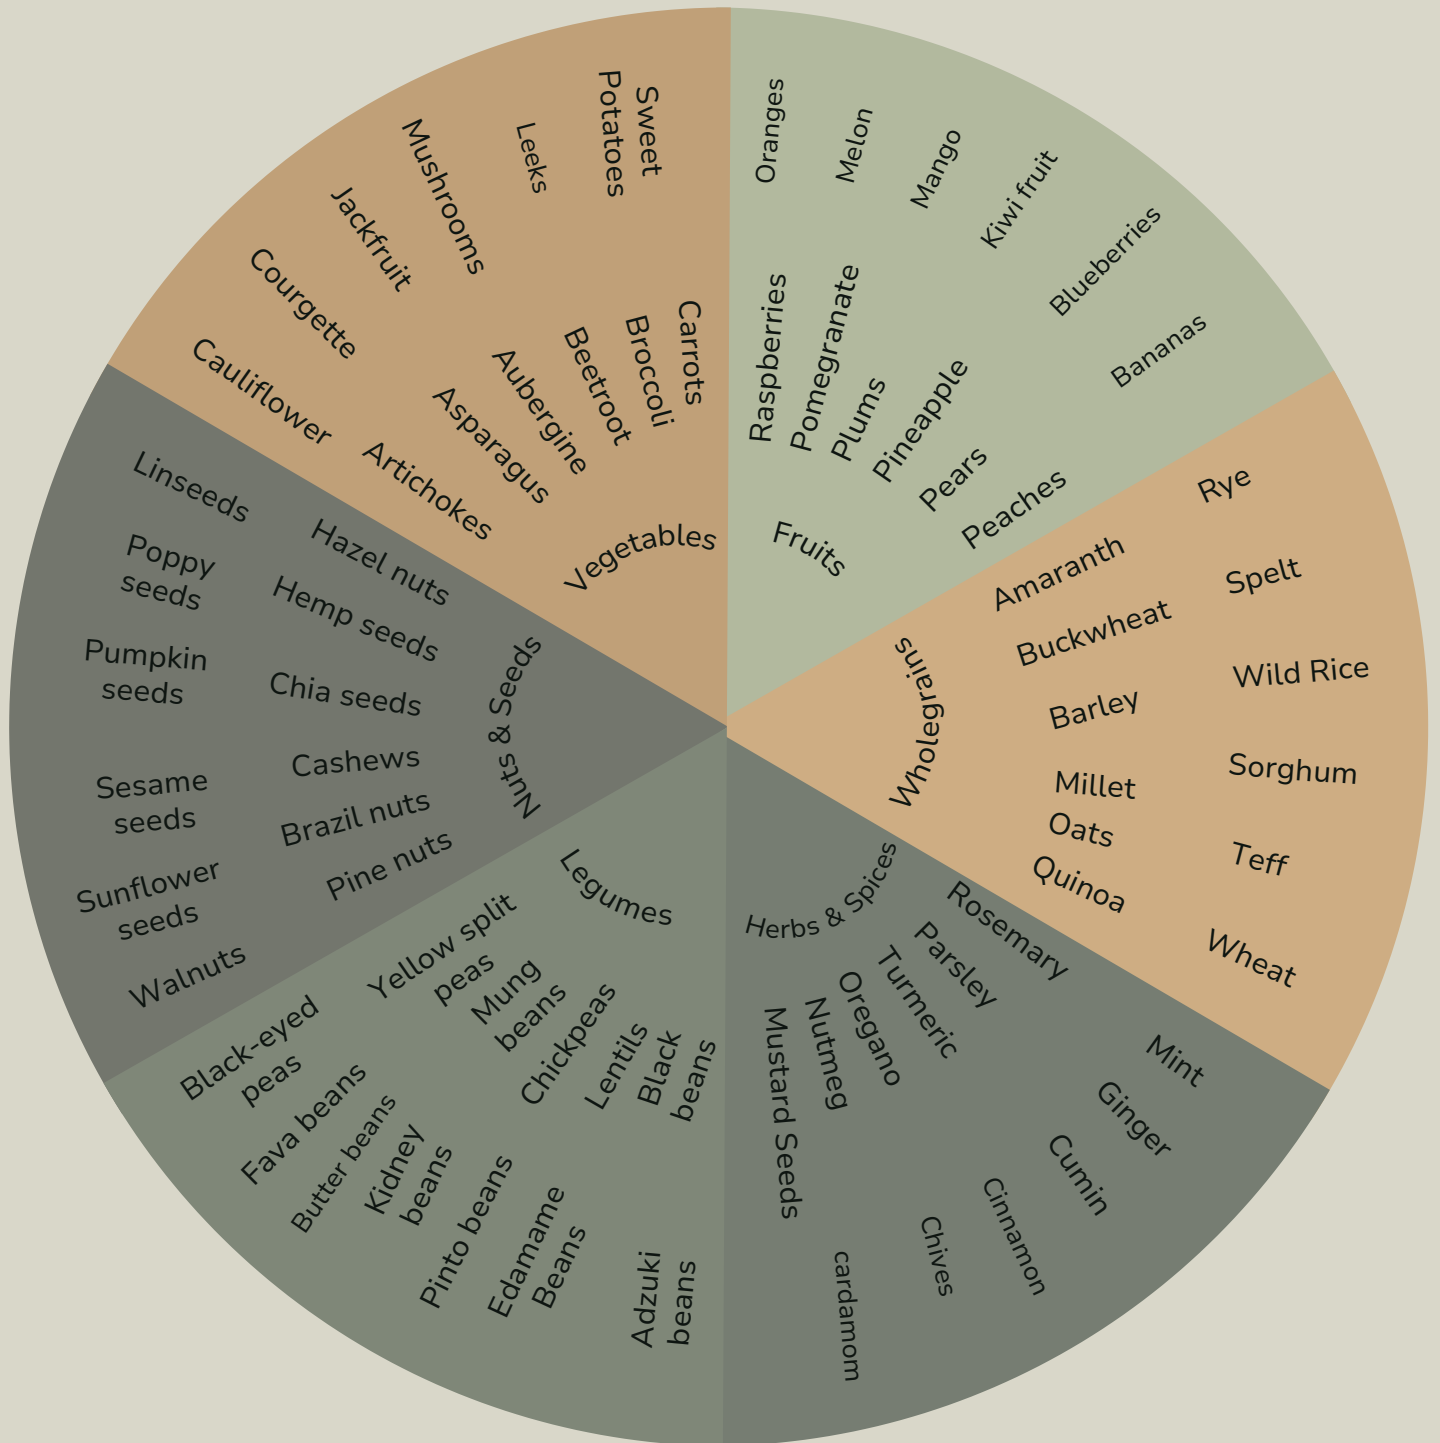 Fruits
Oranges
Melon
Mango
Kiwi fruit
Blueberries
Bananas
Raspberries
Pomegranate
Plums
Pineapple
Pears
Peaches
Wholegrains
Rye
Spelt
Wild Rice
Sorghum
Teff
Wheat
Amaranth
Buckwheat
Barley
Millet
Oats
Quinoa
Herbs & Spices
Rosemary
Parsley
Turmeric
Oregano
Nutmeg
Mustard Seeds
Mint
Ginger
Cumin
Cinnamon
Chives
cardamom
Legumes
Yellow split
peas
Mung
beans
Chickpeas
Lentils
Black
beans
Black-eyed
peas
Fava beans
Butter beans
Kidney
beans
Pinto beans
Edamame
Beans
Adzuki
beans
Nuts & Seeds
Hazel nuts
Hemp seeds
Chia seeds
Cashews
Brazil nuts
Pine nuts
Linseeds
Poppy
seeds
Pumpkin
seeds
Sesame
seeds
Sunflower
seeds
Walnuts
Vegetables
Artichokes
Asparagus
Aubergine
Beetroot
Broccoli
Carrots
Cauliflower
Courgette
Jackfruit
Mushrooms
Leeks
Sweet
Potatoes